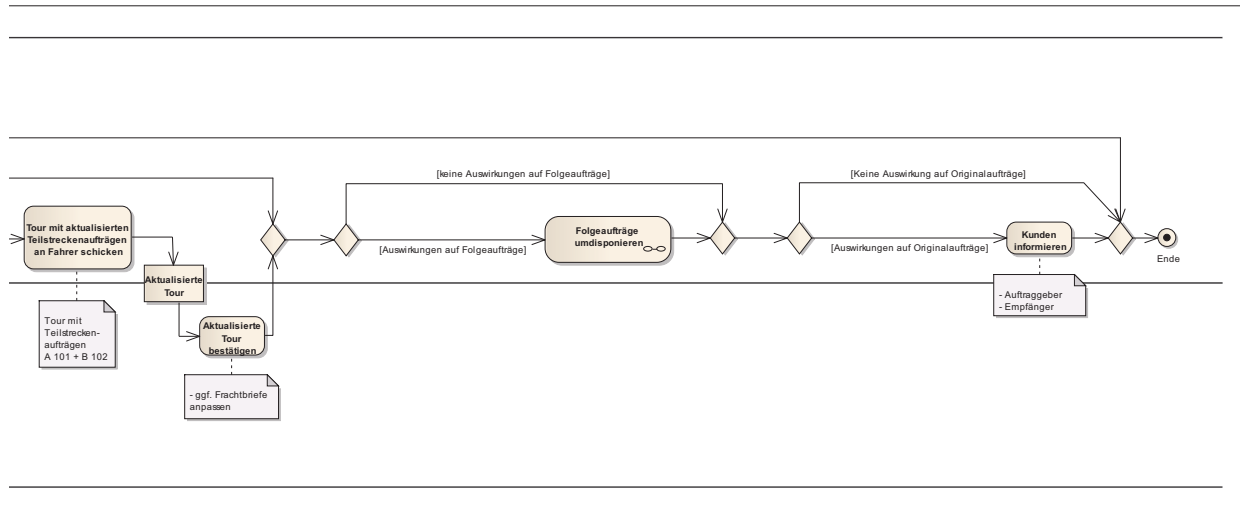 [keine Auswirkungen auf Folgeaufträge]
[Keine Auswirkung auf Originalaufträge]
Tour mit aktualisierten
Teilstreckenaufträgen
an Fahrer schicken
Folgeaufträge
umdisponieren
[Auswirkungen auf Folgeaufträge]
[Auswirkungen auf Originalaufträge]
Kunden
informieren
Ende
Aktualisierte
Tour
- Auftraggeber
- Empfänger
Tour mit
Teilstrecken-
aufträgen
A 101 + B 102
Aktualisierte
Tour
bestätigen
- ggf. Frachtbriefe
anpassen